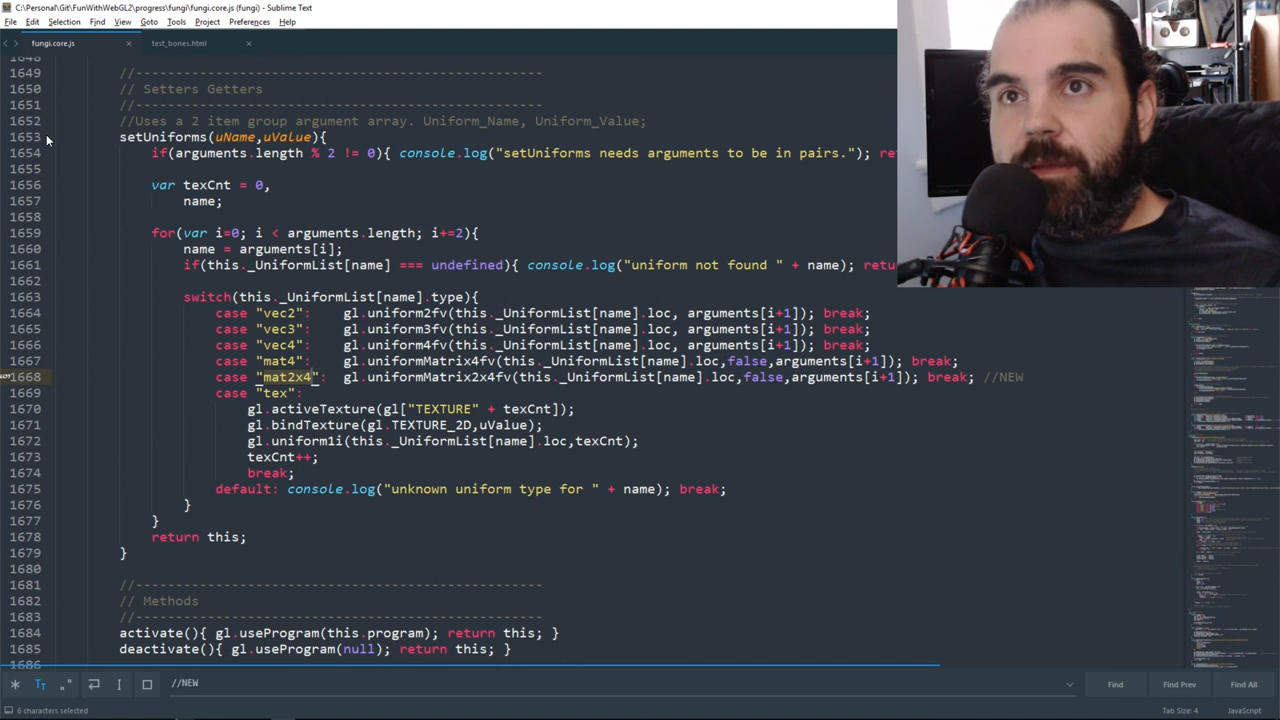 C:\Personal\Git\FunWithWebGL2\progress\fungi\fungi.core.js (fungi) - Sublime Text
File Edit Selection Find View Goto Tools Project Preferences Help
fungi.core.js × test_bones.html ×
1649 //---------------------------------------------------
1650 // Setters Getters
1651 //---------------------------------------------------
1652 //Uses a 2 item group argument array. Uniform_Name, Uniform_Value;
1653 setUniforms(uName,uValue){
1654 if(arguments.length % 2 != 0){ console.log("setUniforms needs arguments to be in pairs."); ret
1655
1656 var texCnt = 0,
1657 name;
1658
1659 for(var i=0; i < arguments.length; i+=2){
1660 name = arguments[i];
1661 if(this._UniformList[name] === undefined){ console.log("uniform not found " + name); retu
1662
1663 switch(this._UniformList[name].type){
1664 case "vec2": gl.uniform2fv(this._UniformList[name].loc, arguments[i+1]); break;
1665 case "vec3": gl.uniform3fv(this._UniformList[name].loc, arguments[i+1]); break;
1666 case "vec4": gl.uniform4fv(this._UniformList[name].loc, arguments[i+1]); break;
1667 case "mat4": gl.uniformMatrix4fv(this._UniformList[name].loc,false,arguments[i+1]); break;
1668 case "mat2x4": gl.uniformMatrix2x4fv(this._UniformList[name].loc,false,arguments[i+1]); break; //NEW
1669 case "tex":
1670 gl.activeTexture(gl["TEXTURE" + texCnt]);
1671 gl.bindTexture(gl.TEXTURE_2D,uValue);
1672 gl.uniform1i(this._UniformList[name].loc,texCnt);
1673 texCnt++;
1674 break;
1675 default: console.log("unknown uniform type for " + name); break;
1676 }
1677 }
1678 return this;
1679 }
1680
1681 //---------------------------------------------------
1682 // Methods
1683 //---------------------------------------------------
1684 activate(){ gl.useProgram(this.program); return this; }
1685 deactivate(){ gl.useProgram(null); return this; }
//NEW
Find Find Prev Find All
6 characters selected
Tab Size: 4 JavaScript